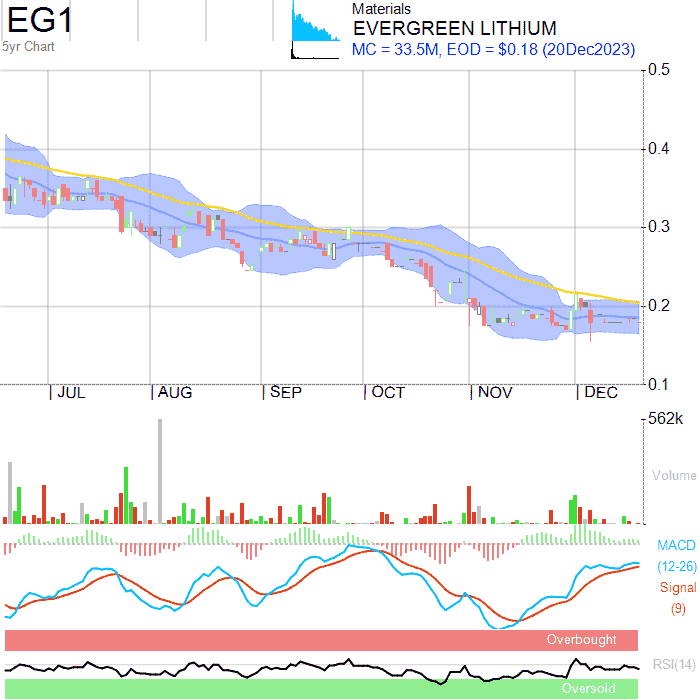 EG1
5yr Chart
Materials
EVERGREEN LITHIUM
MC = 33.5M, EOD = $0.18 (20Dec2023)
0.5
0.4
0.3
0.2
0.1
JUL AUG SEP OCT NOV DEC
562k
Volume
MACD
(12-26)
Signal
(9)
Overbought
RSI(14)
Oversold